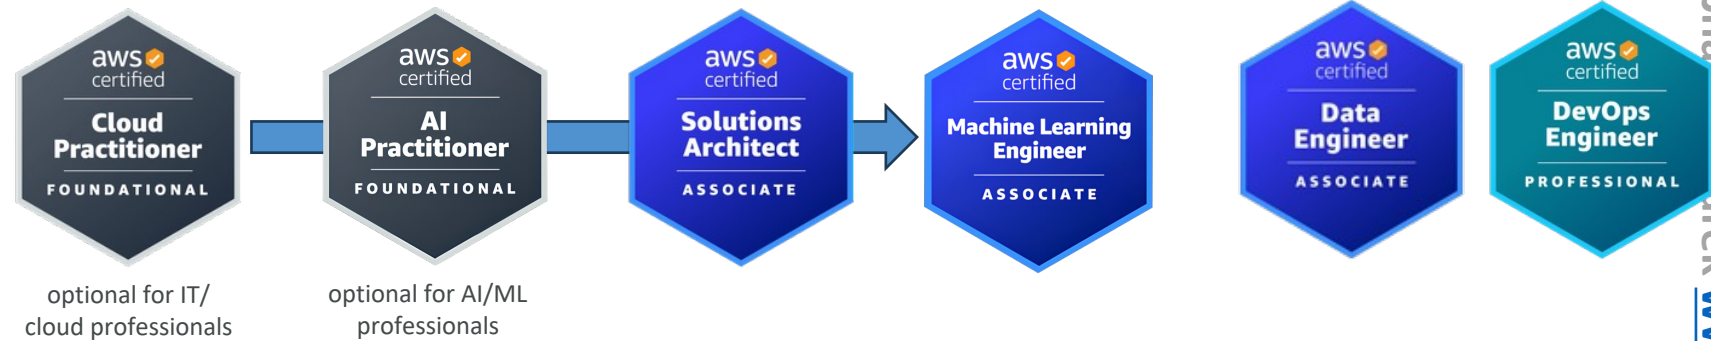 aws
certified
Cloud
Practitioner
FOUNDATIONAL
optional for IT/
cloud professionals
aws
certified
AI
Practitioner
FOUNDATIONAL
optional for AI/ML
professionals
aws
certified
Solutions
Architect
ASSOCIATE
aws
certified
Machine Learning
Engineer
ASSOCIATE
aws
certified
Data
Engineer
ASSOCIATE
aws
certified
DevOps
Engineer
PROFESSIONAL